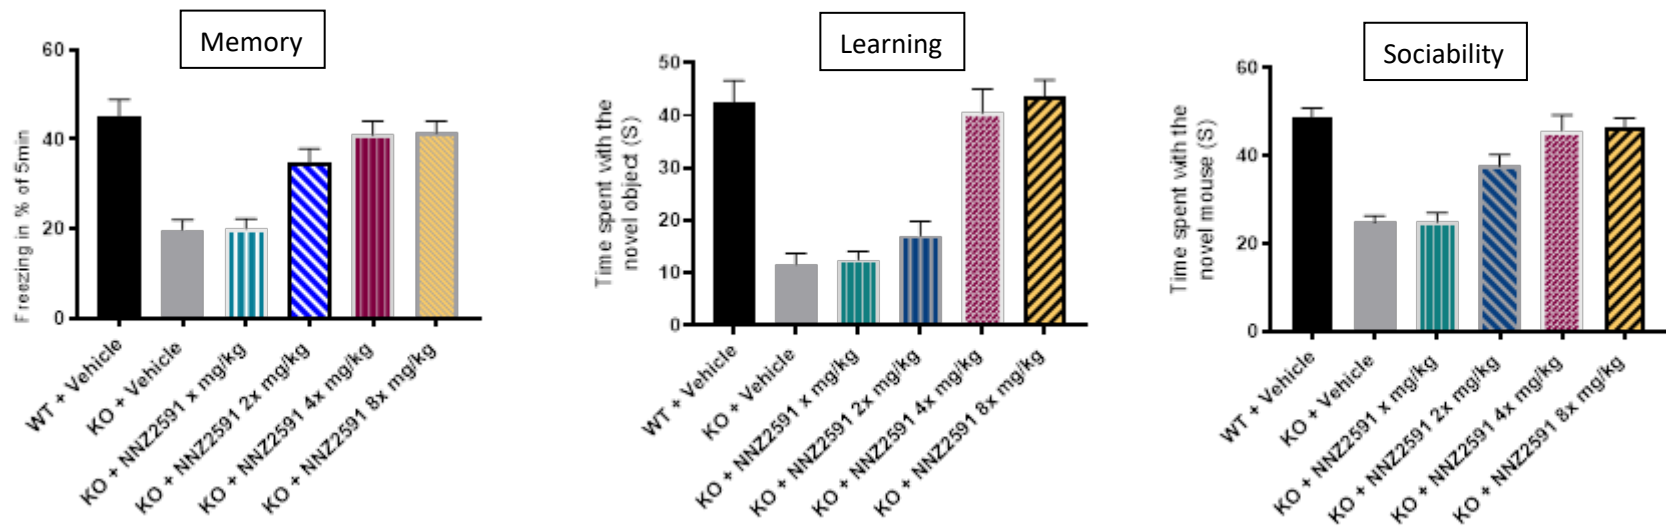 Memory
60
40
20
0
Freezing in % of 5min
WT + Vehicle
KO + Vehicle
KO + NNZ2591 x mg/kg
KO + NNZ2591 2x mg/kg
KO + NNZ2591 4x mg/kg
KO + NNZ2591 8x mg/kg
Learning
50
40
30
20
10
0
Time spent with the
novel object (S)
WT + Vehicle
KO + Vehicle
KO + NNZ2591 x mg/kg
KO + NNZ2591 2x mg/kg
KO + NNZ2591 4x mg/kg
KO + NNZ2591 8x mg/kg
Sociability
60
40
20
0
Time spent with the
novel mouse (S)
WT + Vehicle
KO + Vehicle
KO + NNZ2591 x mg/kg
KO + NNZ2591 2x mg/kg
KO + NNZ2591 4x mg/kg
KO + NNZ2591 8x mg/kg